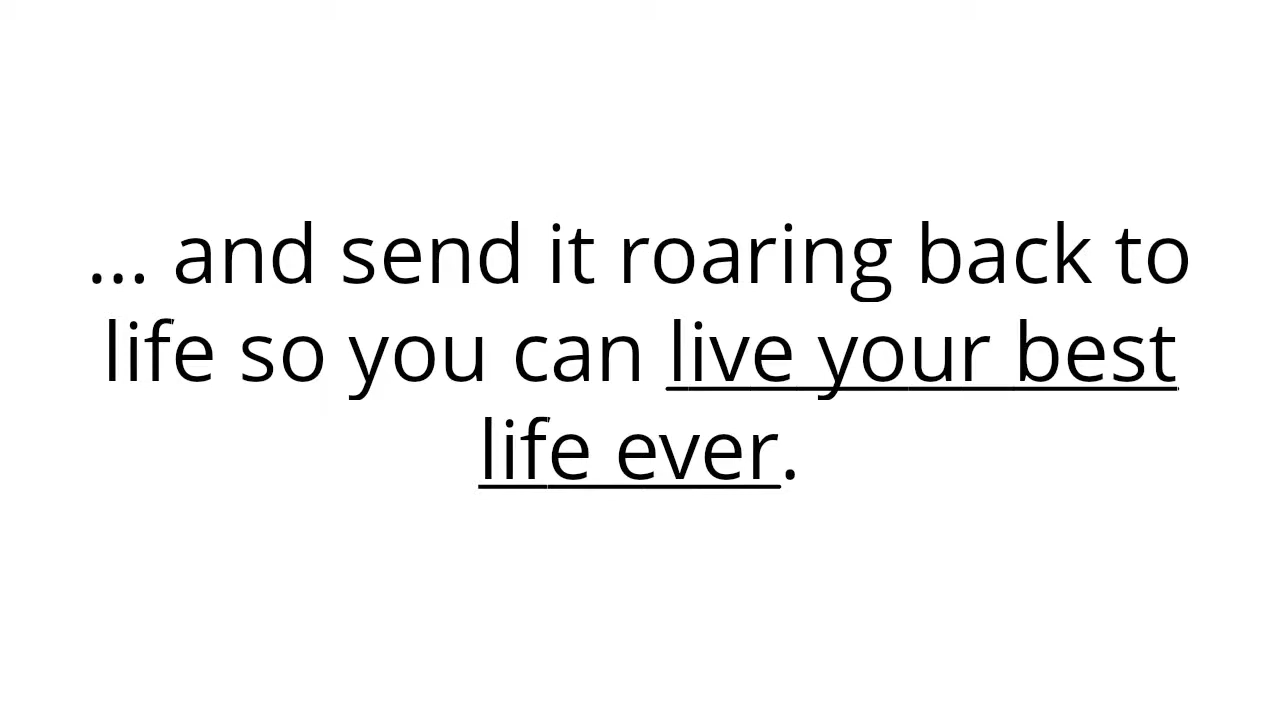 ... and send it roaring back to
life so you can live your best
life ever.